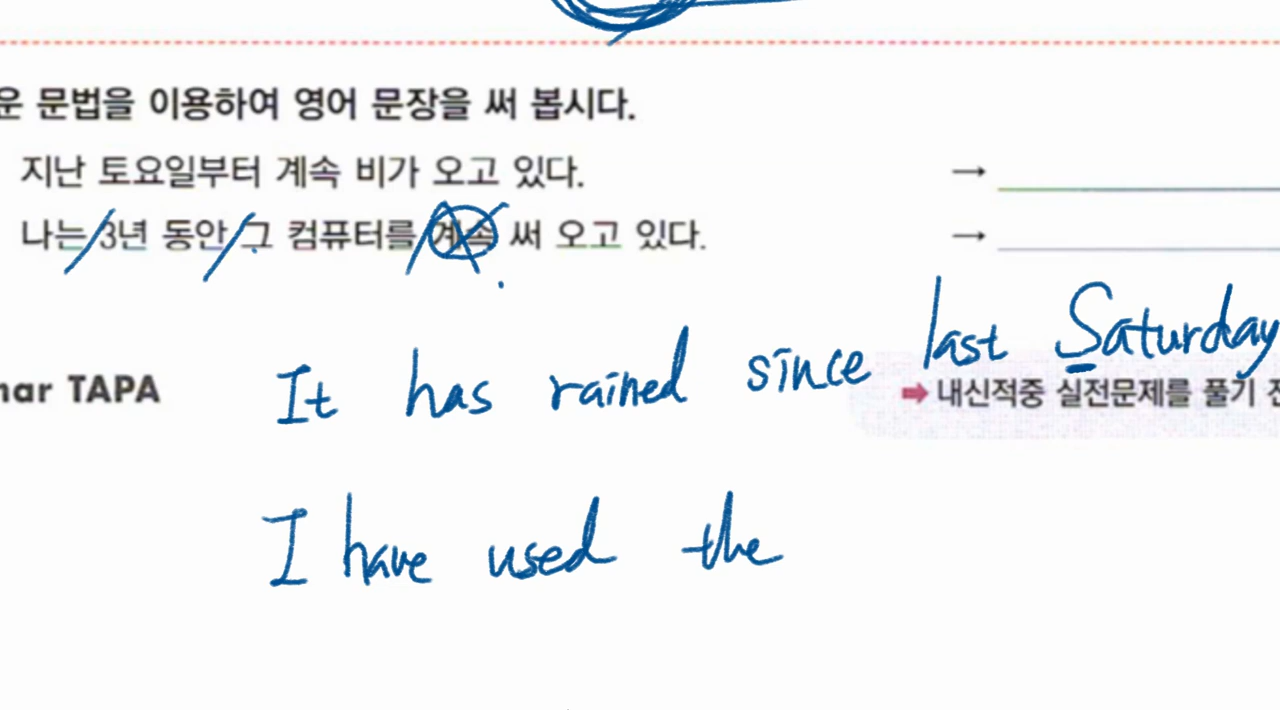 운 문법을 이용하여 영어 문장을 써 봅시다.
지난 토요일부터 계속 비가 오고 있다. →
나는 3년 동안 그 컴퓨터를 계속 써 오고 있다. →
It has rained since last Saturday
mar TAPA
➡ 내신적중 실전문제를 풀기 전
I have used the